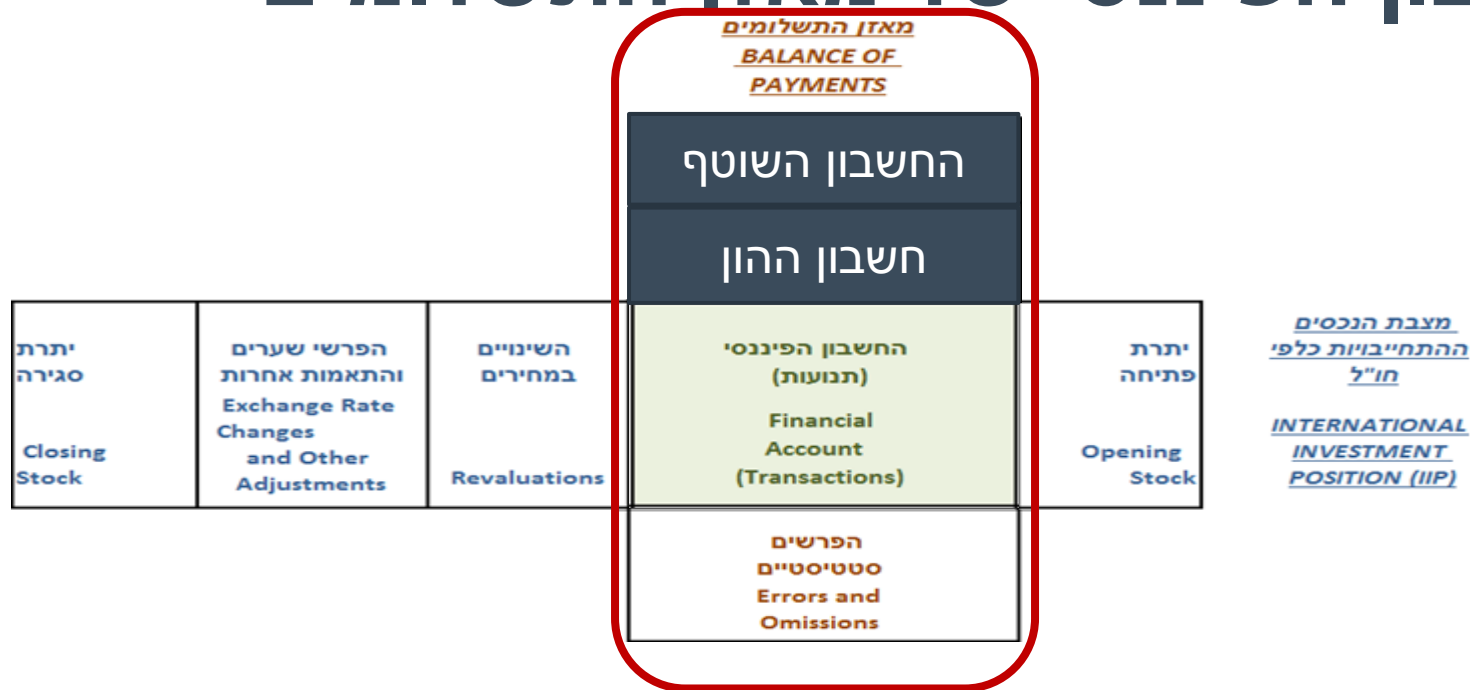 מאזן התשלומים
BALANCE OF
PAYMENTS
החשבון השוטף
חשבון ההון
מצבת הנכסים
ההתחייבויות כלפי
חו"ל
INTERNATIONAL
INVESTMENT
POSITION (IIP)
יתרת
פתיחה
Opening
Stock
החשבון הפיננסי
(תנועות)
Financial
Account
(Transactions)
השינויים
במחירים
Revaluations
הפרשי שערים
והתאמות אחרות
Exchange Rate
Changes
and Other
Adjustments
יתרת
סגירה
Closing
Stock
הפרשים
סטטיסטיים
Errors and
Omissions